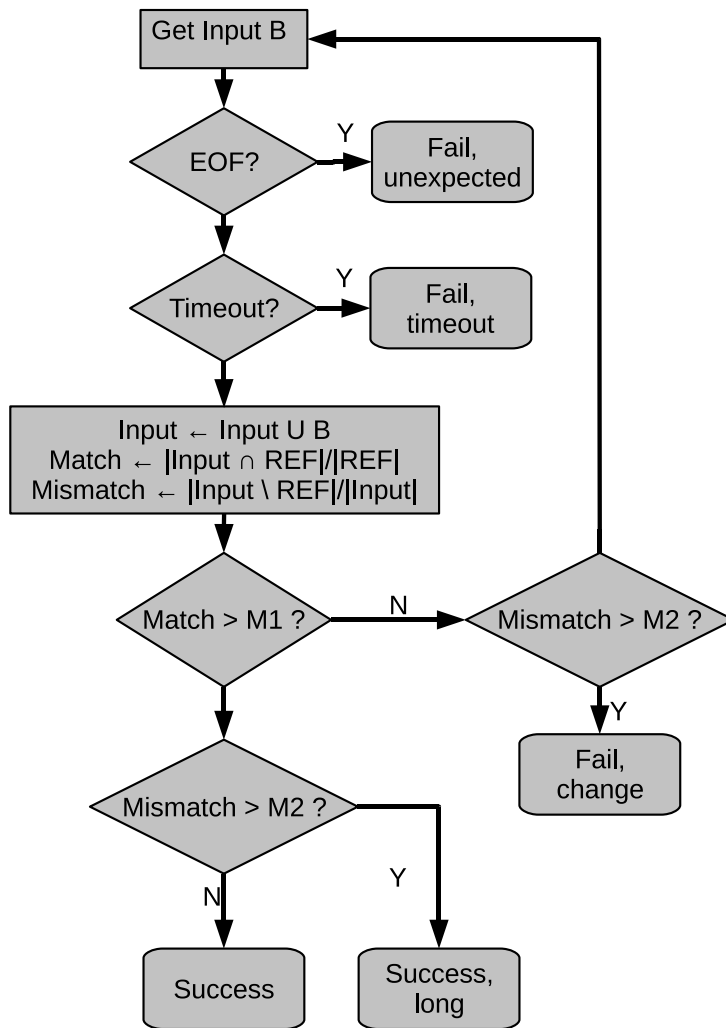 Get Input B
Y
EOF?
Fail,
unexpected
Y
Timeout?
Fail,
timeout
Input ← Input U B
Match ← |Input ∩ REF|/|REF|
Mismatch ← |Input \ REF|/|Input|
Match > M1 ?
N
Mismatch > M2 ?
Y
Fail,
change
Mismatch > M2 ?
Y
N
Success
Success,
long